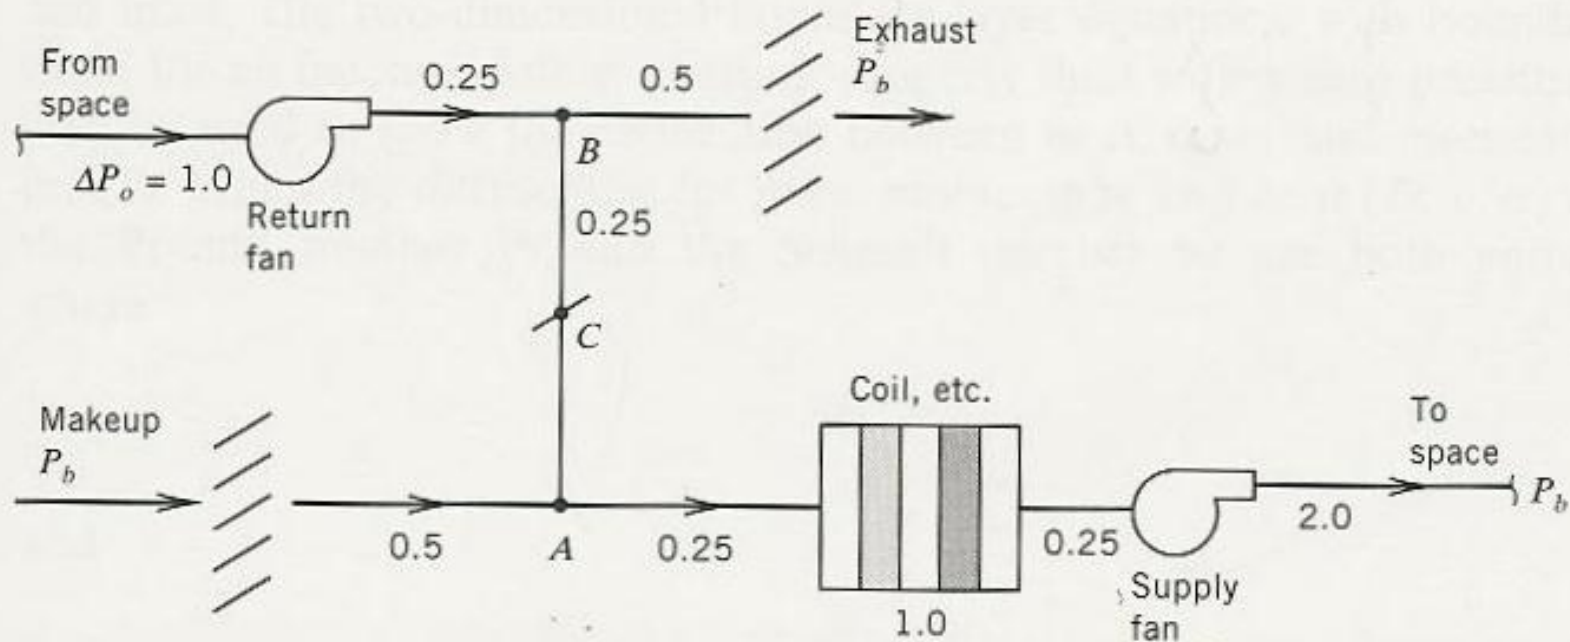 From
space
ΔP_o = 1.0
Return
fan
0.25
0.5
B
Exhaust
P_b
0.25
C
Makeup
P_b
0.5
A
0.25
Coil, etc.
1.0
0.25
Supply
fan
2.0
To
space
P_b